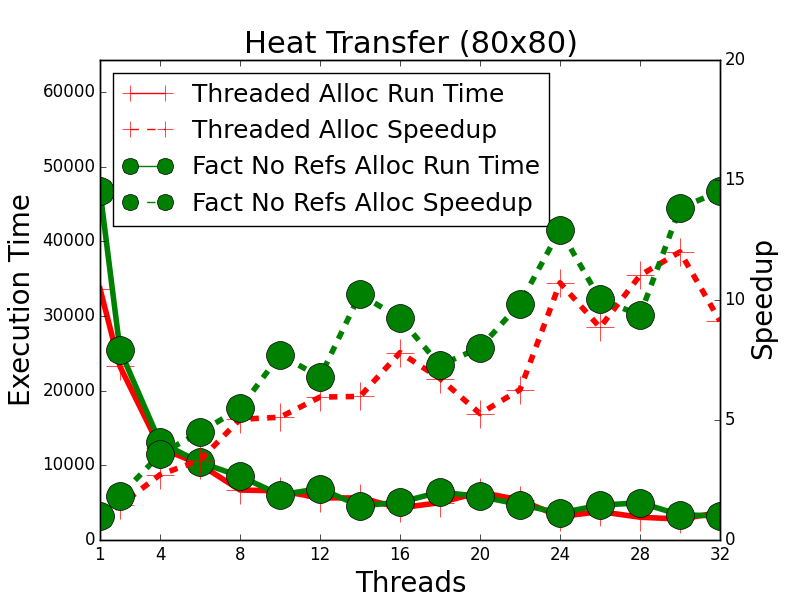 Heat Transfer (80x80)
Threaded Alloc Run Time
Threaded Alloc Speedup
Fact No Refs Alloc Run Time
Fact No Refs Alloc Speedup
Execution Time
60000
50000
40000
30000
20000
10000
0
20
15
10
5
0
Speedup
1 4 8 12 16 20 24 28 32
Threads